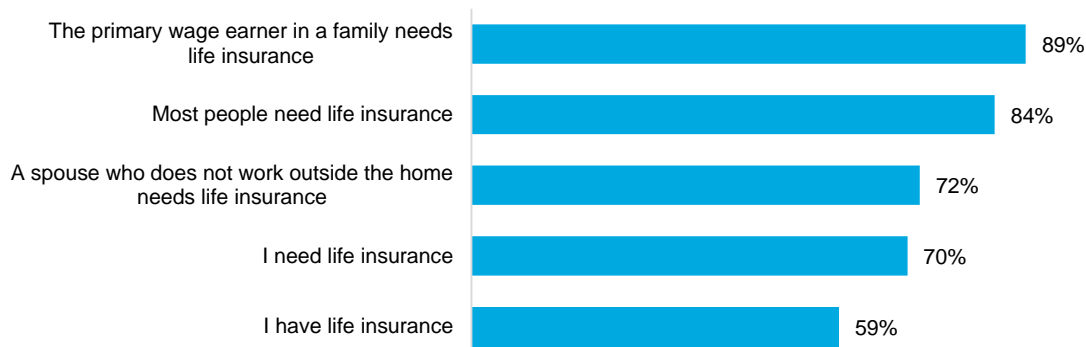 The primary wage earner in a family needs
life insurance
89%
Most people need life insurance
84%
A spouse who does not work outside the home
needs life insurance
72%
I need life insurance
70%
I have life insurance
59%